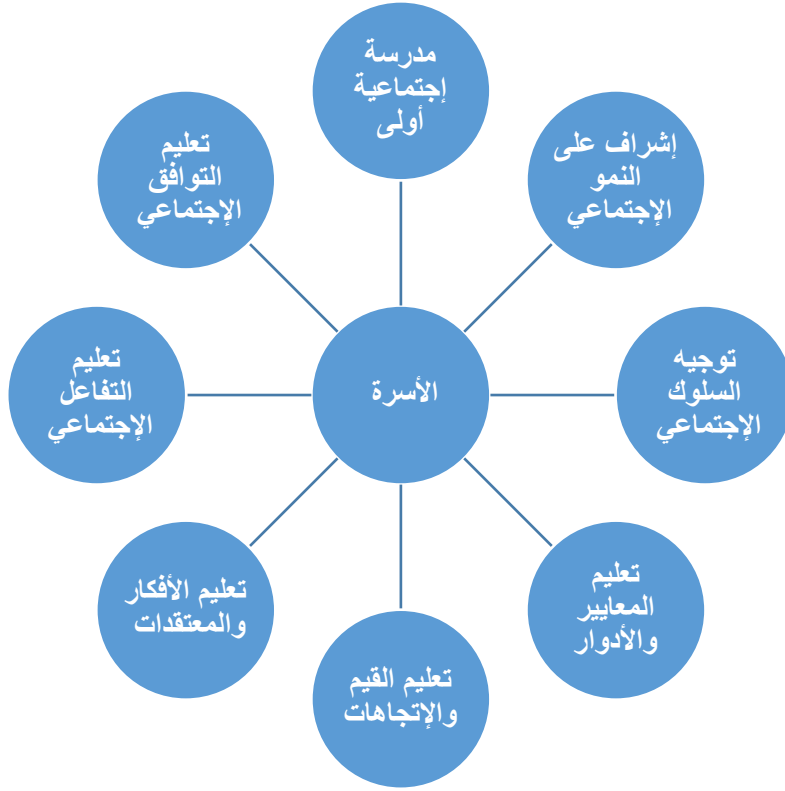 مدرسة
إجتماعية
أولى
إشراف على
النمو
الإجتماعي
توجيه
السلوك
الإجتماعي
تعليم
المعايير
والأدوار
تعليم القيم
والإتجاهات
تعليم الأفكار
والمعتقدات
تعليم
التفاعل
الإجتماعي
تعليم
التوافق
الإجتماعي
الأسرة